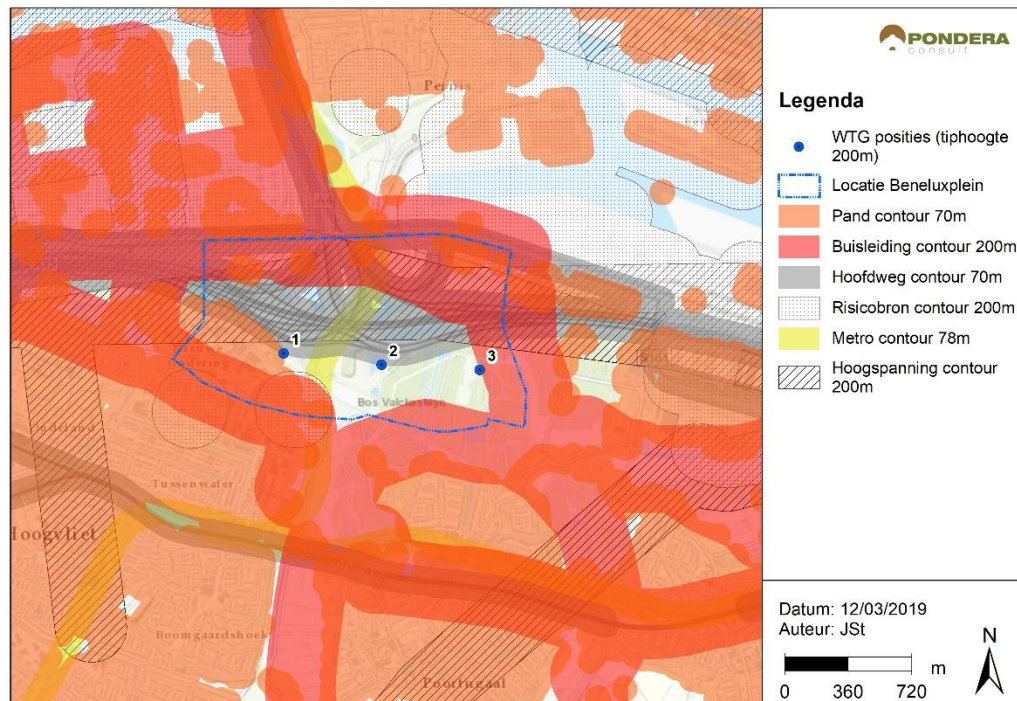 Pernis
1
2
3
Bos Valckesteyn
Tussenwater
Hoogvliet
Boomgaardshoek
Poortugaal
PONDERA
consult
Legenda
WTG posities (tiphoogte
200m)
Locatie Beneluxplein
Pand contour 70m
Buisleiding contour 200m
Hoofdweg contour 70m
Risicobron contour 200m
Metro contour 78m
Hoogspanning contour
200m
Datum: 12/03/2019
Auteur: JSt
N
m
0 360 720